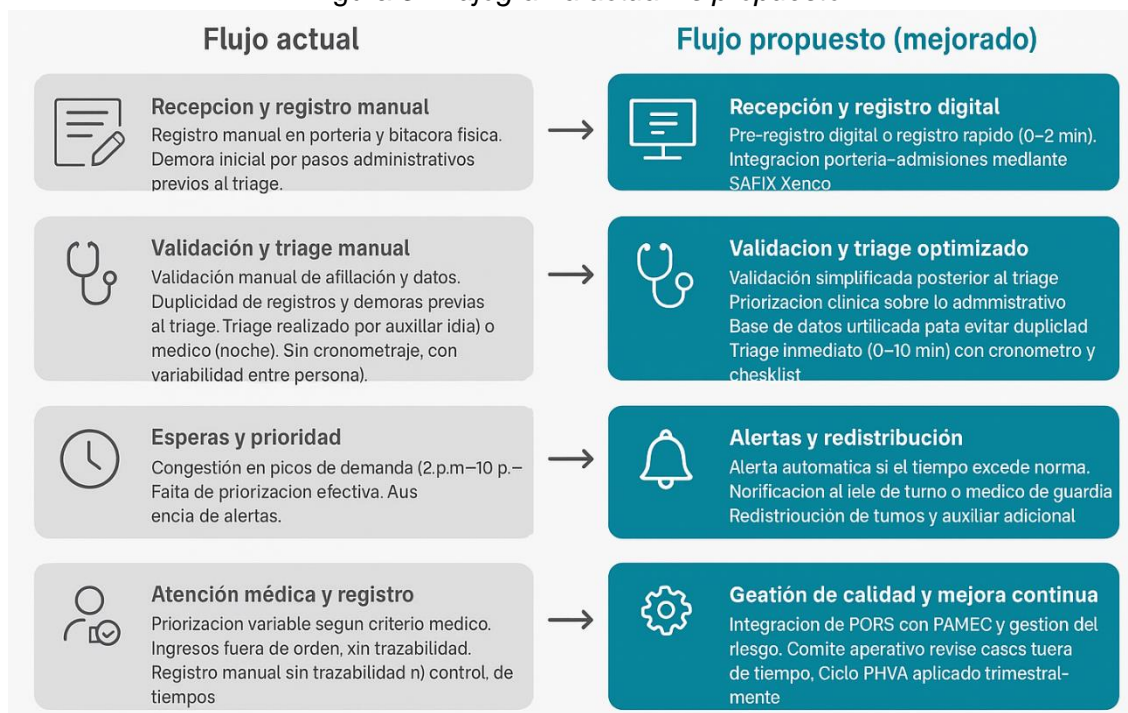 Flujo actual
Flujo propuesto (mejorado)
Recepcion y registro manual
Registro manual en porteria y bitacora fisica.
Demora inicial por pasos administrativos
previos al triage.
Recepción y registro digital
Pre-registro digital o registro rapido (0–2 min).
Integracion porteria–admisiones medlante
SAFIX Xenco
Validación y triage manual
Validación manual de afillación y datos.
Duplicidad de registros y demoras previas
al triage. Triage realizado por auxillar idia) o
medico (noche). Sin cronometraje, con
variabilidad entre persona).
Validacion y triage optimizado
Validación simplificada posterior al triage
Priorizacion clinica sobre lo admmistrativo
Base de datos urtilicada pata evitar dupliclad
Triage inmediato (0–10 min) con cronometro y
chesklist
Esperas y prioridad
Congestión en picos de demanda (2.p.m–10 p.–
Faita de priorizacion efectiva. Aus
encia de alertas.
Alertas y redistribución
Alerta automatica si el tiempo excede norma.
Norificacion al iele de turno o medico de guardia
Redistrioución de tumos y auxiliar adicional
Atención médica y registro
Priorizacion variable segun criterio medico.
Ingresos fuera de orden, xin trazabilidad.
Registro manual sin trazabilidad n) control, de
tiempos
Geatión de calidad y mejora continua
Integracion de PORS con PAMEC y gestion del
rlesgo. Comite aperativo revise cascs tuera
de tiempo, Ciclo PHVA aplicado trimestral-
mente